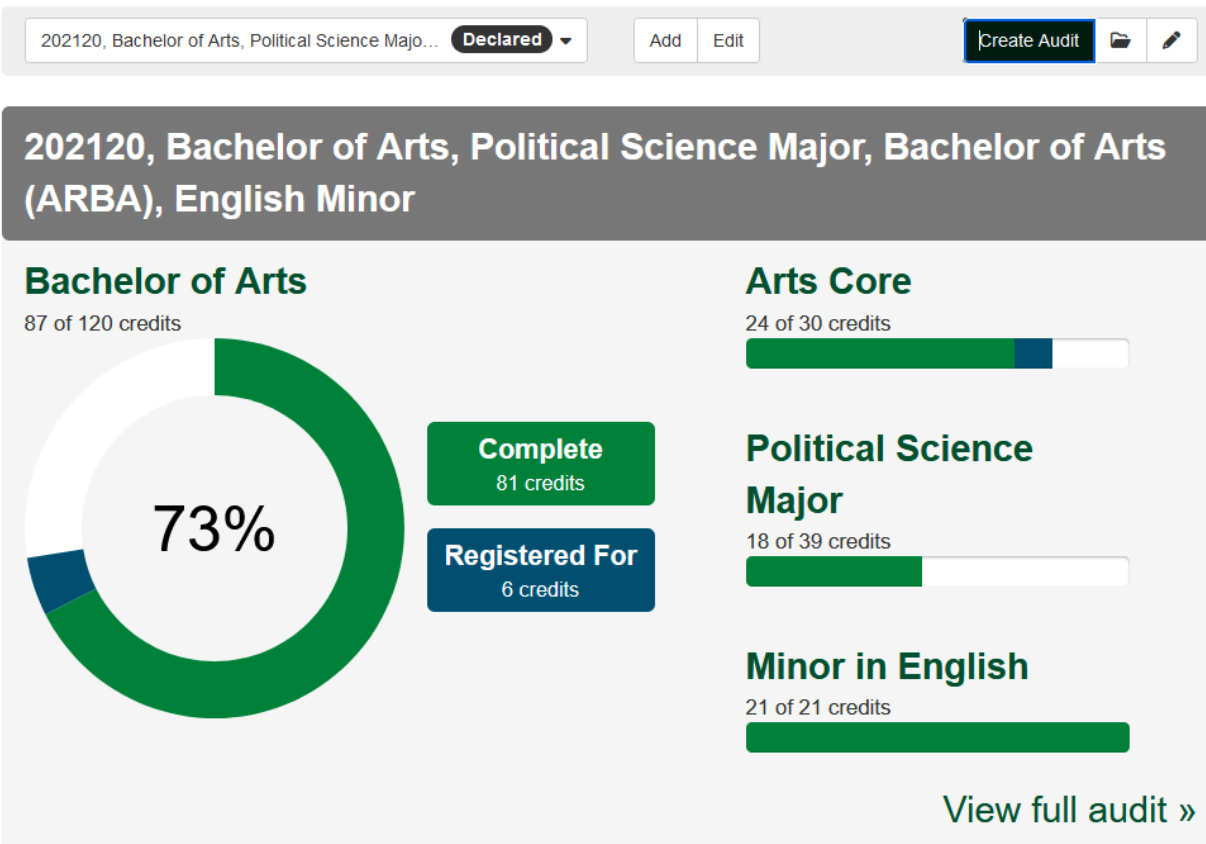 202120, Bachelor of Arts, Political Science Majo... Declared
Add Edit
Create Audit
202120, Bachelor of Arts, Political Science Major, Bachelor of Arts
(ARBA), English Minor
Bachelor of Arts
87 of 120 credits
73%
Complete
81 credits
Registered For
6 credits
Arts Core
24 of 30 credits
Political Science
Major
18 of 39 credits
Minor in English
21 of 21 credits
View full audit »